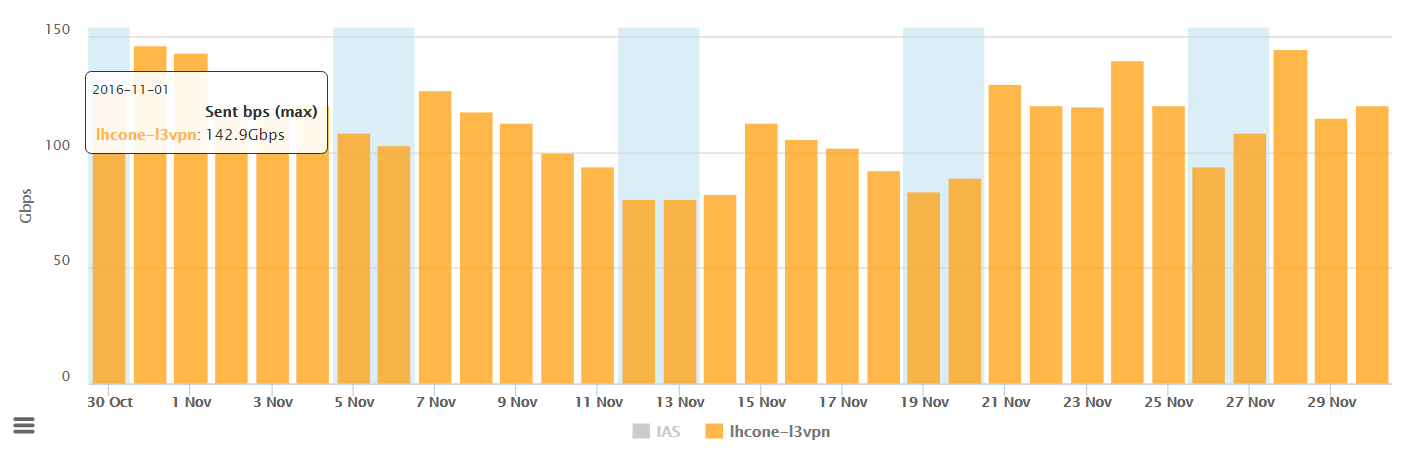 150
100
50
0
Gbps
2016-11-01
Sent bps (max)
lhcone-l3vpn: 142.9Gbps
30 Oct 1 Nov 3 Nov 5 Nov 7 Nov 9 Nov 11 Nov 13 Nov 15 Nov 17 Nov 19 Nov 21 Nov 23 Nov 25 Nov 27 Nov 29 Nov
IAS lhcone-l3vpn